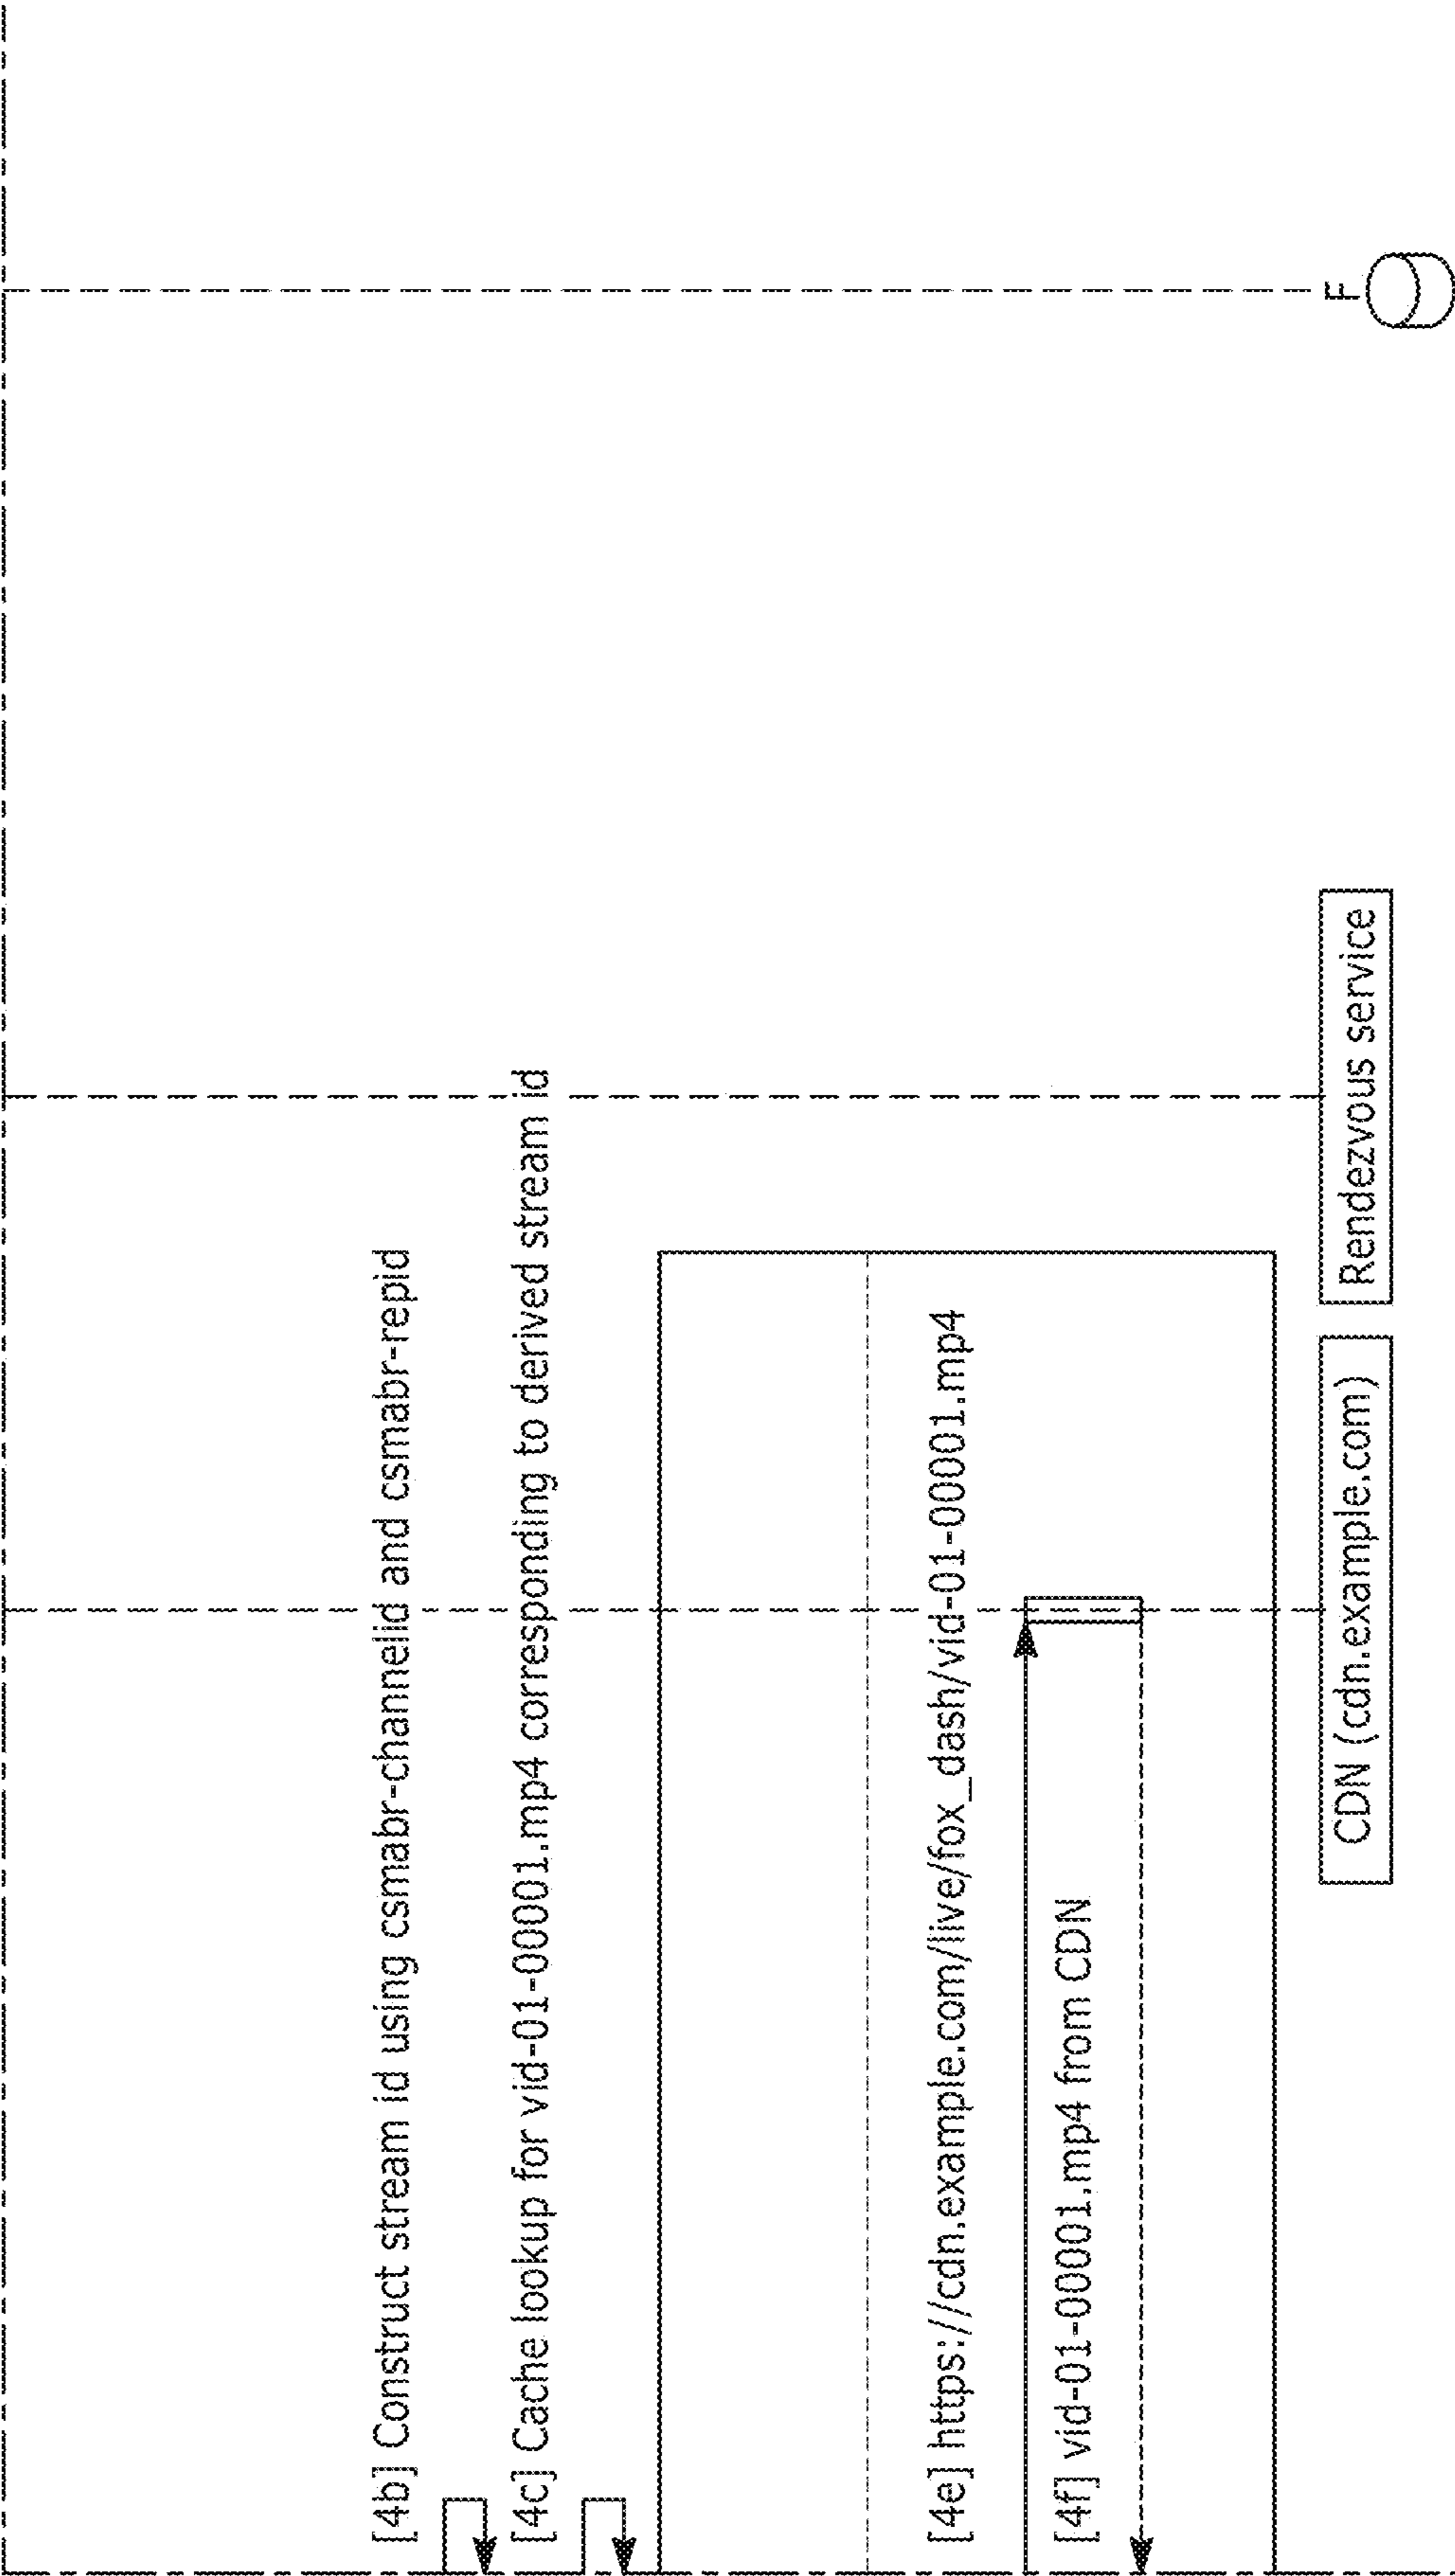 [4b] Construct stream id using csmabr-channelid and csmabr-repid
[4c] Cache lookup for vid-01-00001.mp4 corresponding to derived stream id
[4e] https://cdn.example.com/live/fox_dash/vid-01-00001.mp4
[4f] vid-01-00001.mp4 from CDN
CDN (cdn.example.com)
Rendezvous service
F